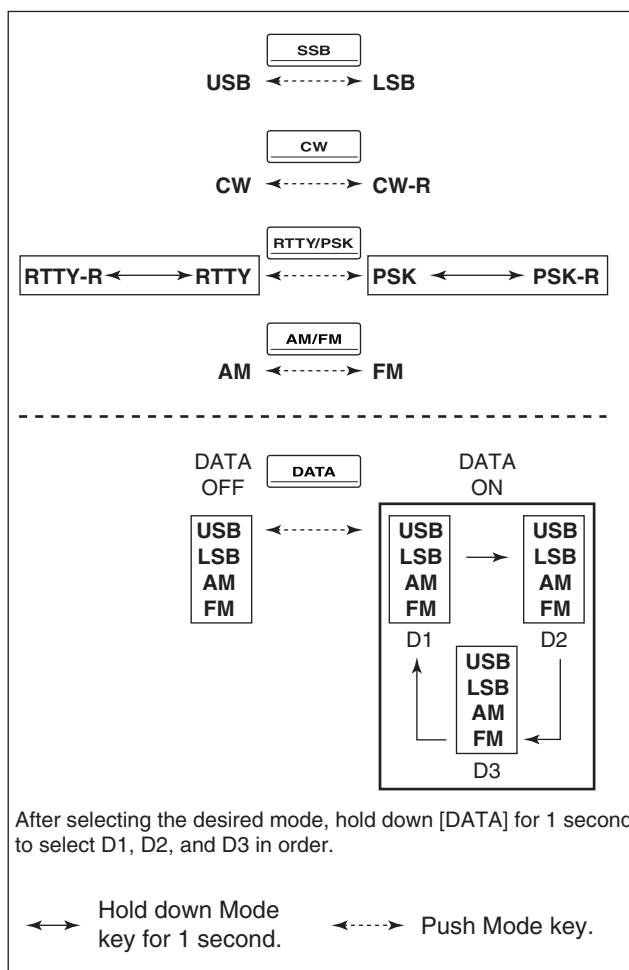 SSB
USB LSB
CW
CW CW-R
RTTY/PSK
RTTY-R RTTY PSK PSK-R
AM/FM
AM FM
DATA
OFF
DATA
DATA
ON
USB
LSB
AM
FM
USB
LSB
AM
FM
D1
USB
LSB
AM
FM
D2
USB
LSB
AM
FM
D3
After selecting the desired mode, hold down [DATA] for 1 second
to select D1, D2, and D3 in order.
Hold down Mode
key for 1 second.
Push Mode key.